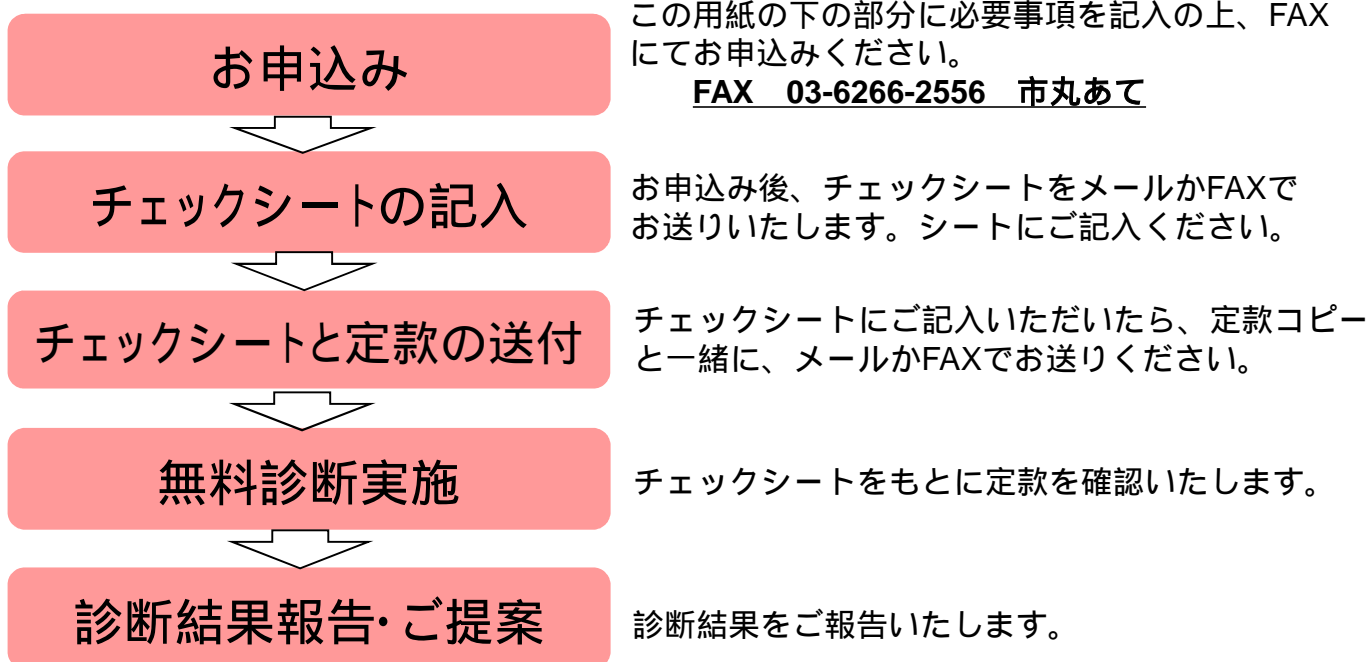 お申込み
この用紙の下の部分に必要事項を記入の上、FAX
にてお申込みください。
FAX　03-6266-2556　市丸あて
チェックシートの記入
お申込み後、チェックシートをメールかFAXで
お送りいたします。シートにご記入ください。
チェックシートと定款の送付
チェックシートにご記入いただいたら、定款コピー
と一緒に、メールかFAXでお送りください。
無料診断実施
チェックシートをもとに定款を確認いたします。
診断結果報告・ご提案
診断結果をご報告いたします。